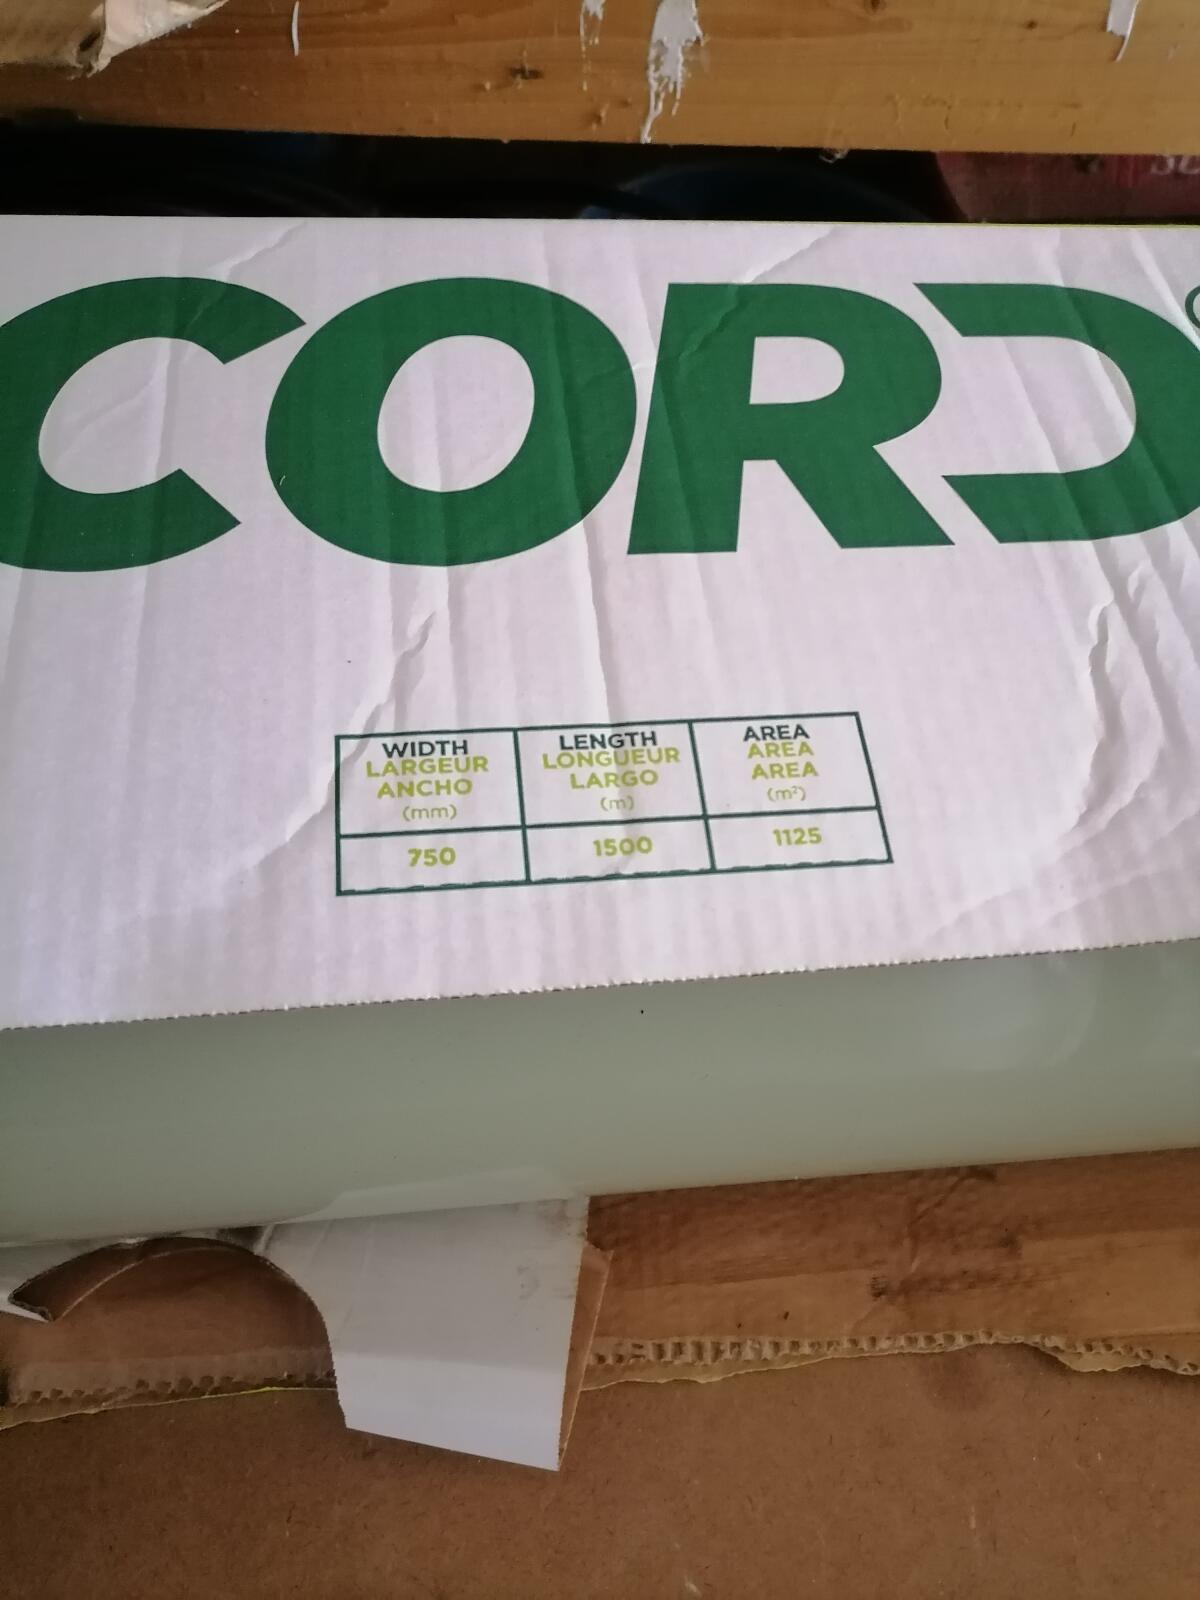 CORD
WIDTH
LARGEUR
ANCHO
(mm)
LENGTH
LONGUEUR
LARGO
(m)
AREA
AREA
AREA
(m²)
750
1500
1125